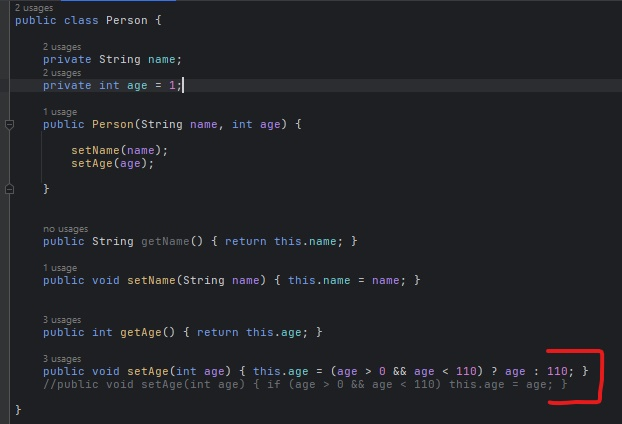 2 usages
public class Person {
2 usages
private String name;
2 usages
private int age = 1;
1 usage
public Person(String name, int age) {
setName(name);
setAge(age);
}
no usages
public String getName() { return this.name; }
1 usage
public void setName(String name) { this.name = name; }
3 usages
public int getAge() { return this.age; }
3 usages
public void setAge(int age) { this.age = (age > 0 && age < 110) ? age : 110; }
//public void setAge(int age) { if (age > 0 && age < 110) this.age = age; }
}